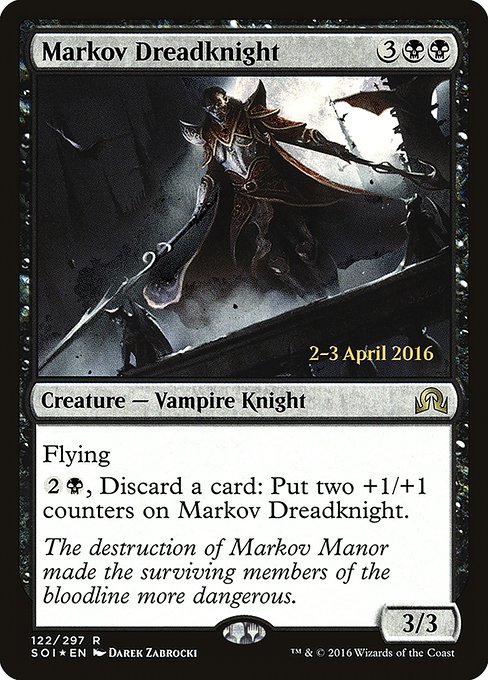 Markov Dreadknight 3
2–3 April 2016
Creature — Vampire Knight
Flying
2, Discard a card: Put two +1/+1
counters on Markov Dreadknight.
The destruction of Markov Manor
made the surviving members of the
bloodline more dangerous.
3/3
122/297 R
SOI★EN Darek Zabrocki
™ & © 2016 Wizards of the Coast